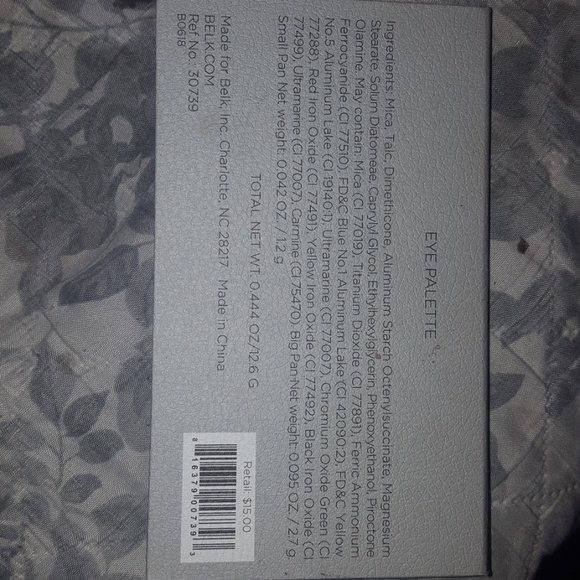 EYE PALETTE
Ingredients: Mica, Talc, Dimethicone, Aluminum Starch Octenylsuccinate, Magnesium
Stearate, Solum Diatomeae, Caprylyl Glycol, Ethylhexylglycerin, Phenoxyethanol, Piroctone
Olamine. May contain: Mica (CI 77019), Titanium Dioxide (CI 77891), Ferric Ammonium
Ferrocyanide (CI 77510), FD&C Blue No.1 Aluminum Lake (CI 42090:2), FD&C Yellow
No.5 Aluminum Lake (CI 19140:1), Ultramarine (CI 77007), Chromium Oxide Green (CI
77288), Red Iron Oxide (CI 77491), Yellow Iron Oxide (CI 77492), Black Iron Oxide (CI
77499), Ultramarine (CI 77007), Carmine (CI 75470). Big Pan Net weight: 0.095 OZ. / 2.7 g
Small Pan Net weight: 0.042 OZ. / 1.2 g
TOTAL NET WT. 0.444 OZ/12.6 G
Made for Belk, Inc. Charlotte, NC 28217 Made in China
BELK.COM
Ref No.: 30739
B0618
Retail: $15.00
8 16379 00739 3